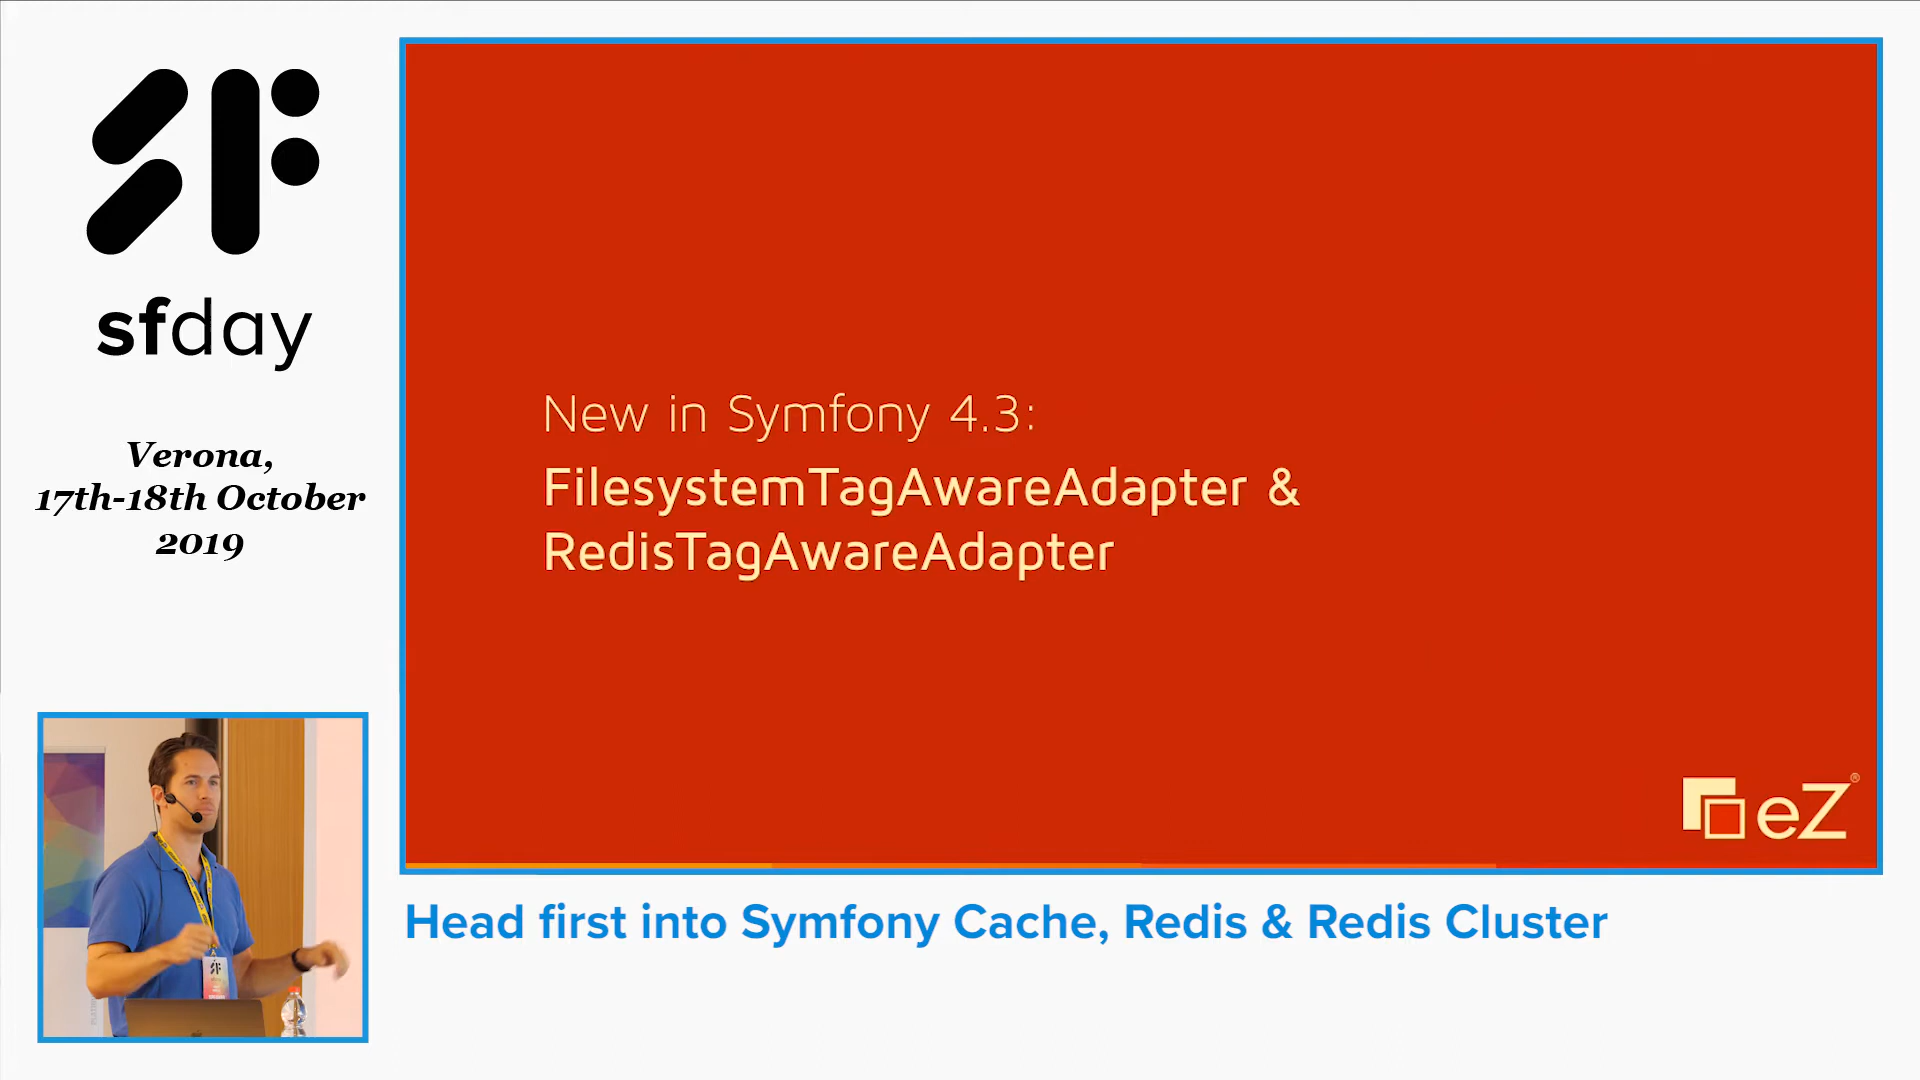 sfday
Verona,
17th-18th October
2019
New in Symfony 4.3:
FilesystemTagAwareAdapter &
RedisTagAwareAdapter
eZ®
Head first into Symfony Cache, Redis & Redis Cluster